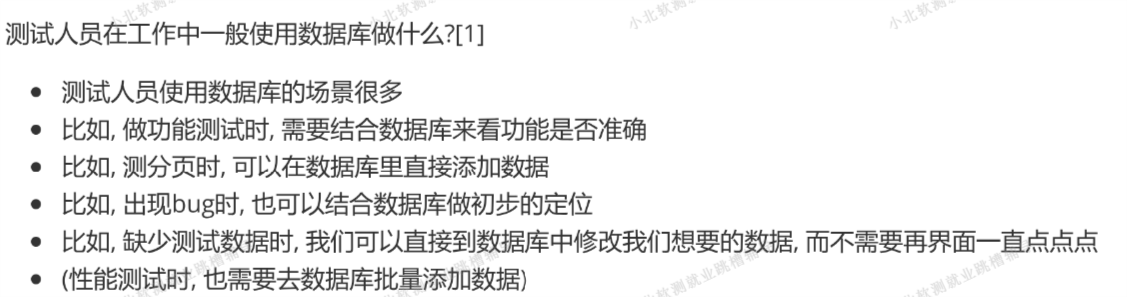 测试人员在工作中一般使用数据库做什么?[1]
• 测试人员使用数据库的场景很多
• 比如, 做功能测试时, 需要结合数据库来看功能是否准确
• 比如, 测分页时, 可以在数据库里直接添加数据
• 比如, 出现bug时, 也可以结合数据库做初步的定位
• 比如, 缺少测试数据时, 我们可以直接到数据库中修改我们想要的数据, 而不需要再界面一直点点点
• (性能测试时, 也需要去数据库批量添加数据)